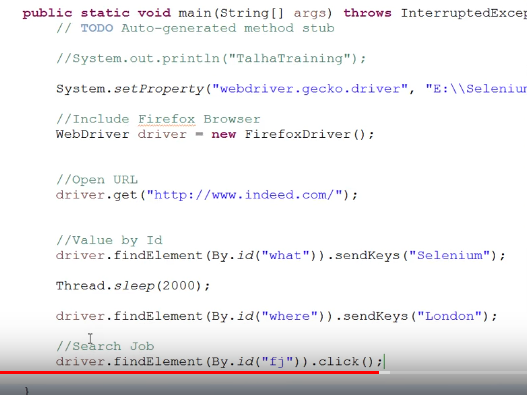 public static void main(String[] args) throws InterruptedExcep
// TODO Auto-generated method stub
//System.out.println("TalhaTraining");
System.setProperty("webdriver.gecko.driver", "E:\\Seleniu
//Include Firefox Browser
WebDriver driver = new FirefoxDriver();
//Open URL
driver.get("http://www.indeed.com/");
//Value by Id
driver.findElement(By.id("what")).sendKeys("Selenium");
Thread.sleep(2000);
driver.findElement(By.id("where")).sendKeys("London");
//Search Job
driver.findElement(By.id("fj")).click();
}